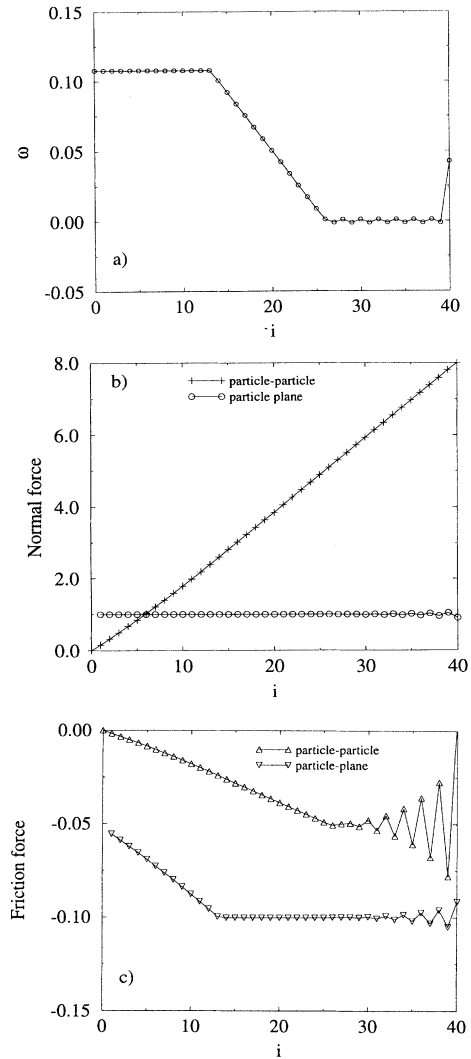 0.15
0.10
ω
0.05
0.00
a)
-0.05
0 10 20 30 40
i
8.0
b)
particle-particle
particle plane
6.0
Normal force
4.0
2.0
0.0
0 10 20 30 40
i
0.00
particle-particle
particle-plane
-0.05
Friction force
-0.10
c)
-0.15
0 10 20 30 40
i